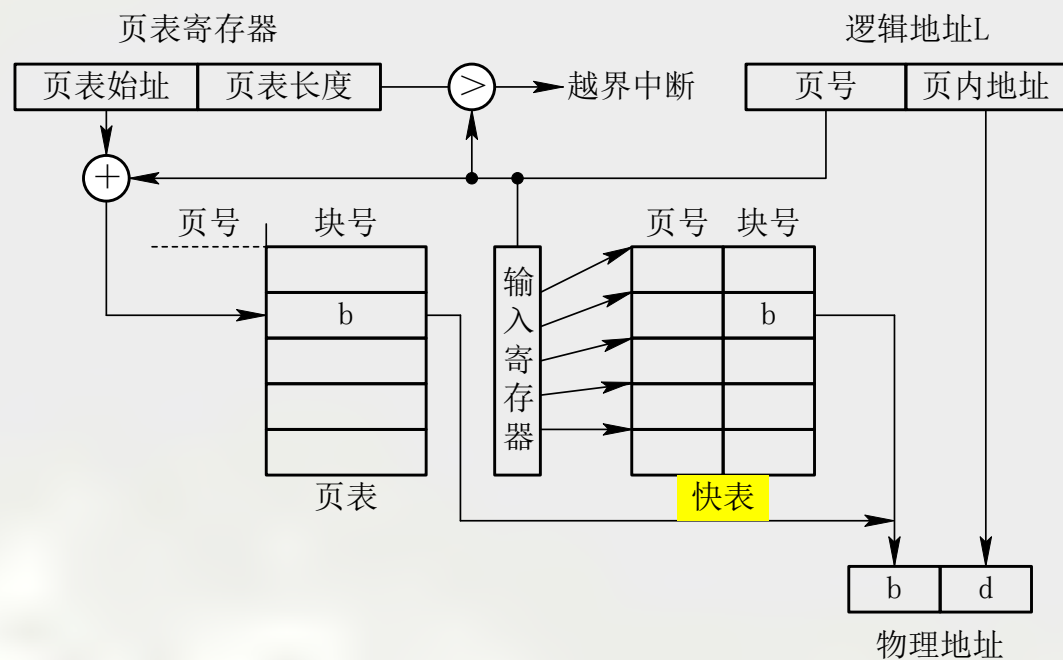 页表寄存器 逻辑地址L
页表始址 页表长度 > 越界中断 页号 页内地址
+
页号 块号 页号 块号
输入寄存器
b b
页表 快表
b d
物理地址